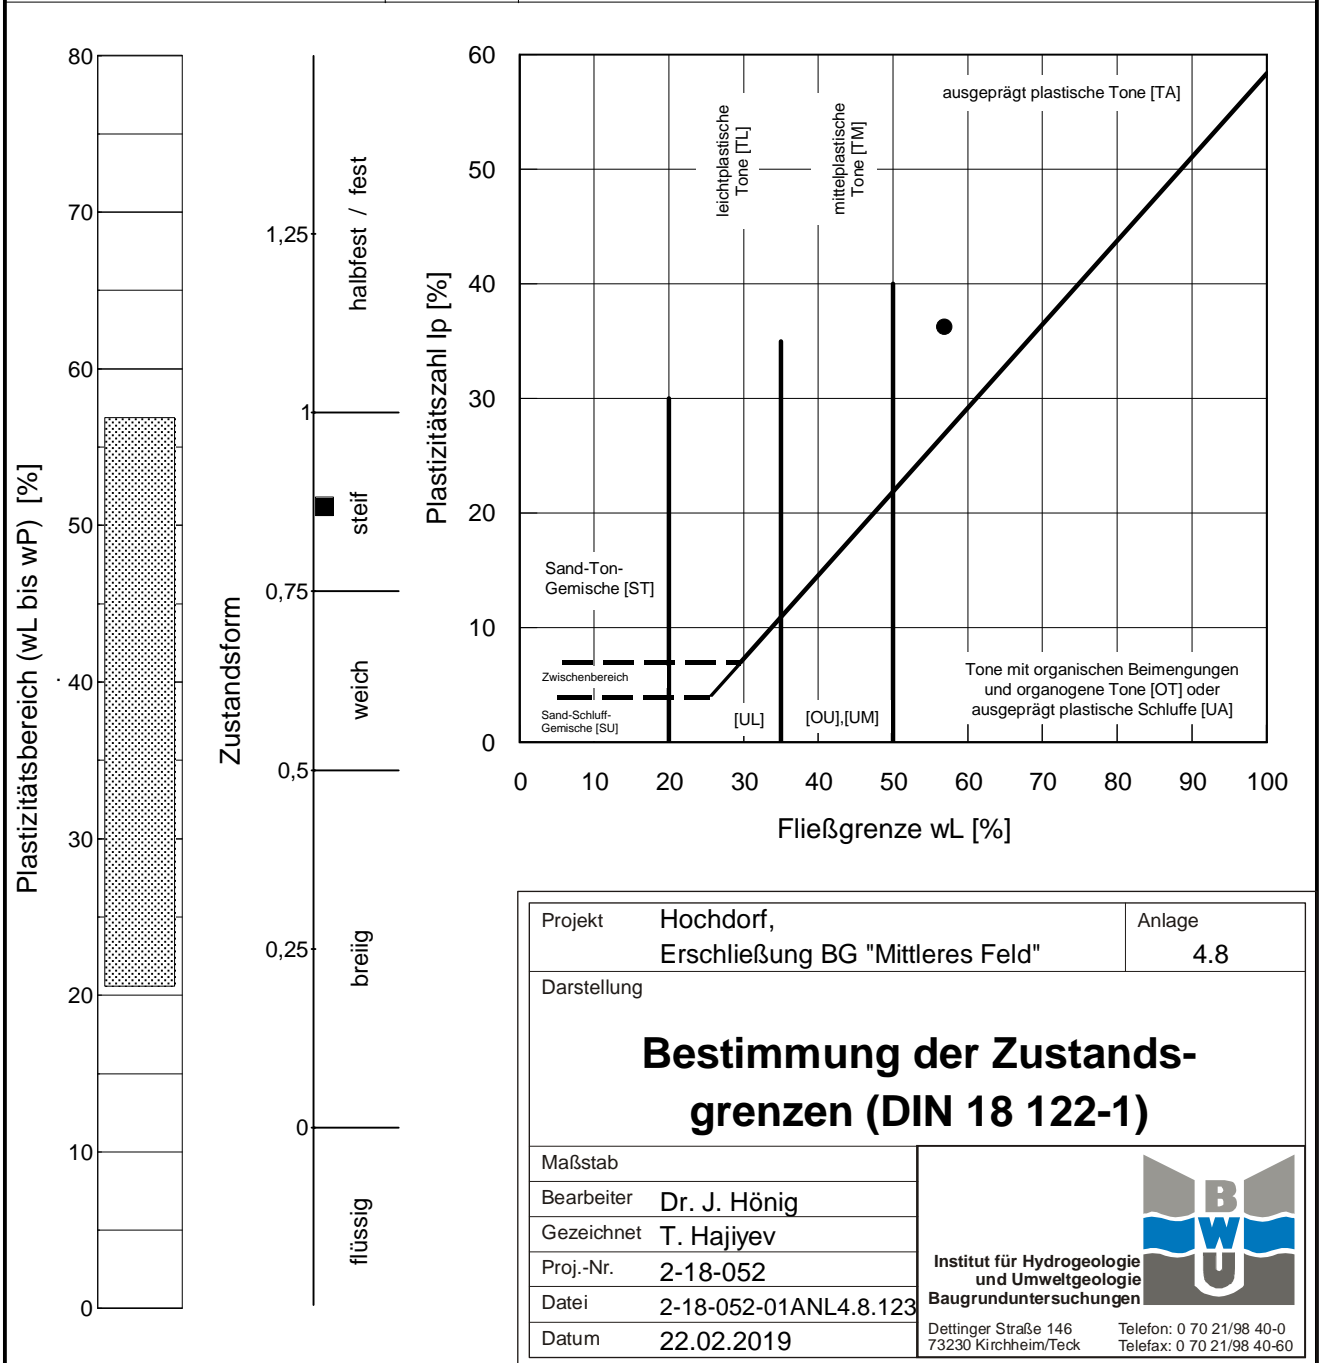 80
70
60
50
40
30
20
10
0
Plastizitätsbereich (wL bis wP) [%]
Zustandsform
1,25
1
0,75
0,5
0,25
0
halbfest / fest
steif
weich
breiig
flüssig
Plastizitätszahl Ip [%]
60
50
40
30
20
10
0
leichtplastische
Tone [TL]
mittelplastische
Tone [TM]
ausgeprägt plastische Tone [TA]
Sand-Ton-
Gemische [ST]
Zwischenbereich
Sand-Schluff-
Gemische [SU]
[UL]
[OU],[UM]
Tone mit organischen Beimengungen
und organogene Tone [OT] oder
ausgeprägt plastische Schluffe [UA]
0 10 20 30 40 50 60 70 80 90 100
Fließgrenze wL [%]
Projekt Hochdorf,
Erschließung BG "Mittleres Feld"
Anlage
4.8
Darstellung
Bestimmung der Zustands-
grenzen (DIN 18 122-1)
Maßstab
Bearbeiter Dr. J. Hönig
Gezeichnet T. Hajiyev
Proj.-Nr. 2-18-052
Datei 2-18-052-01ANL4.8.123
Datum 22.02.2019
BWU
Institut für Hydrogeologie
und Umweltgeologie
Baugrunduntersuchungen
Dettinger Straße 146 Telefon: 0 70 21/98 40-0
73230 Kirchheim/Teck Telefax: 0 70 21/98 40-60